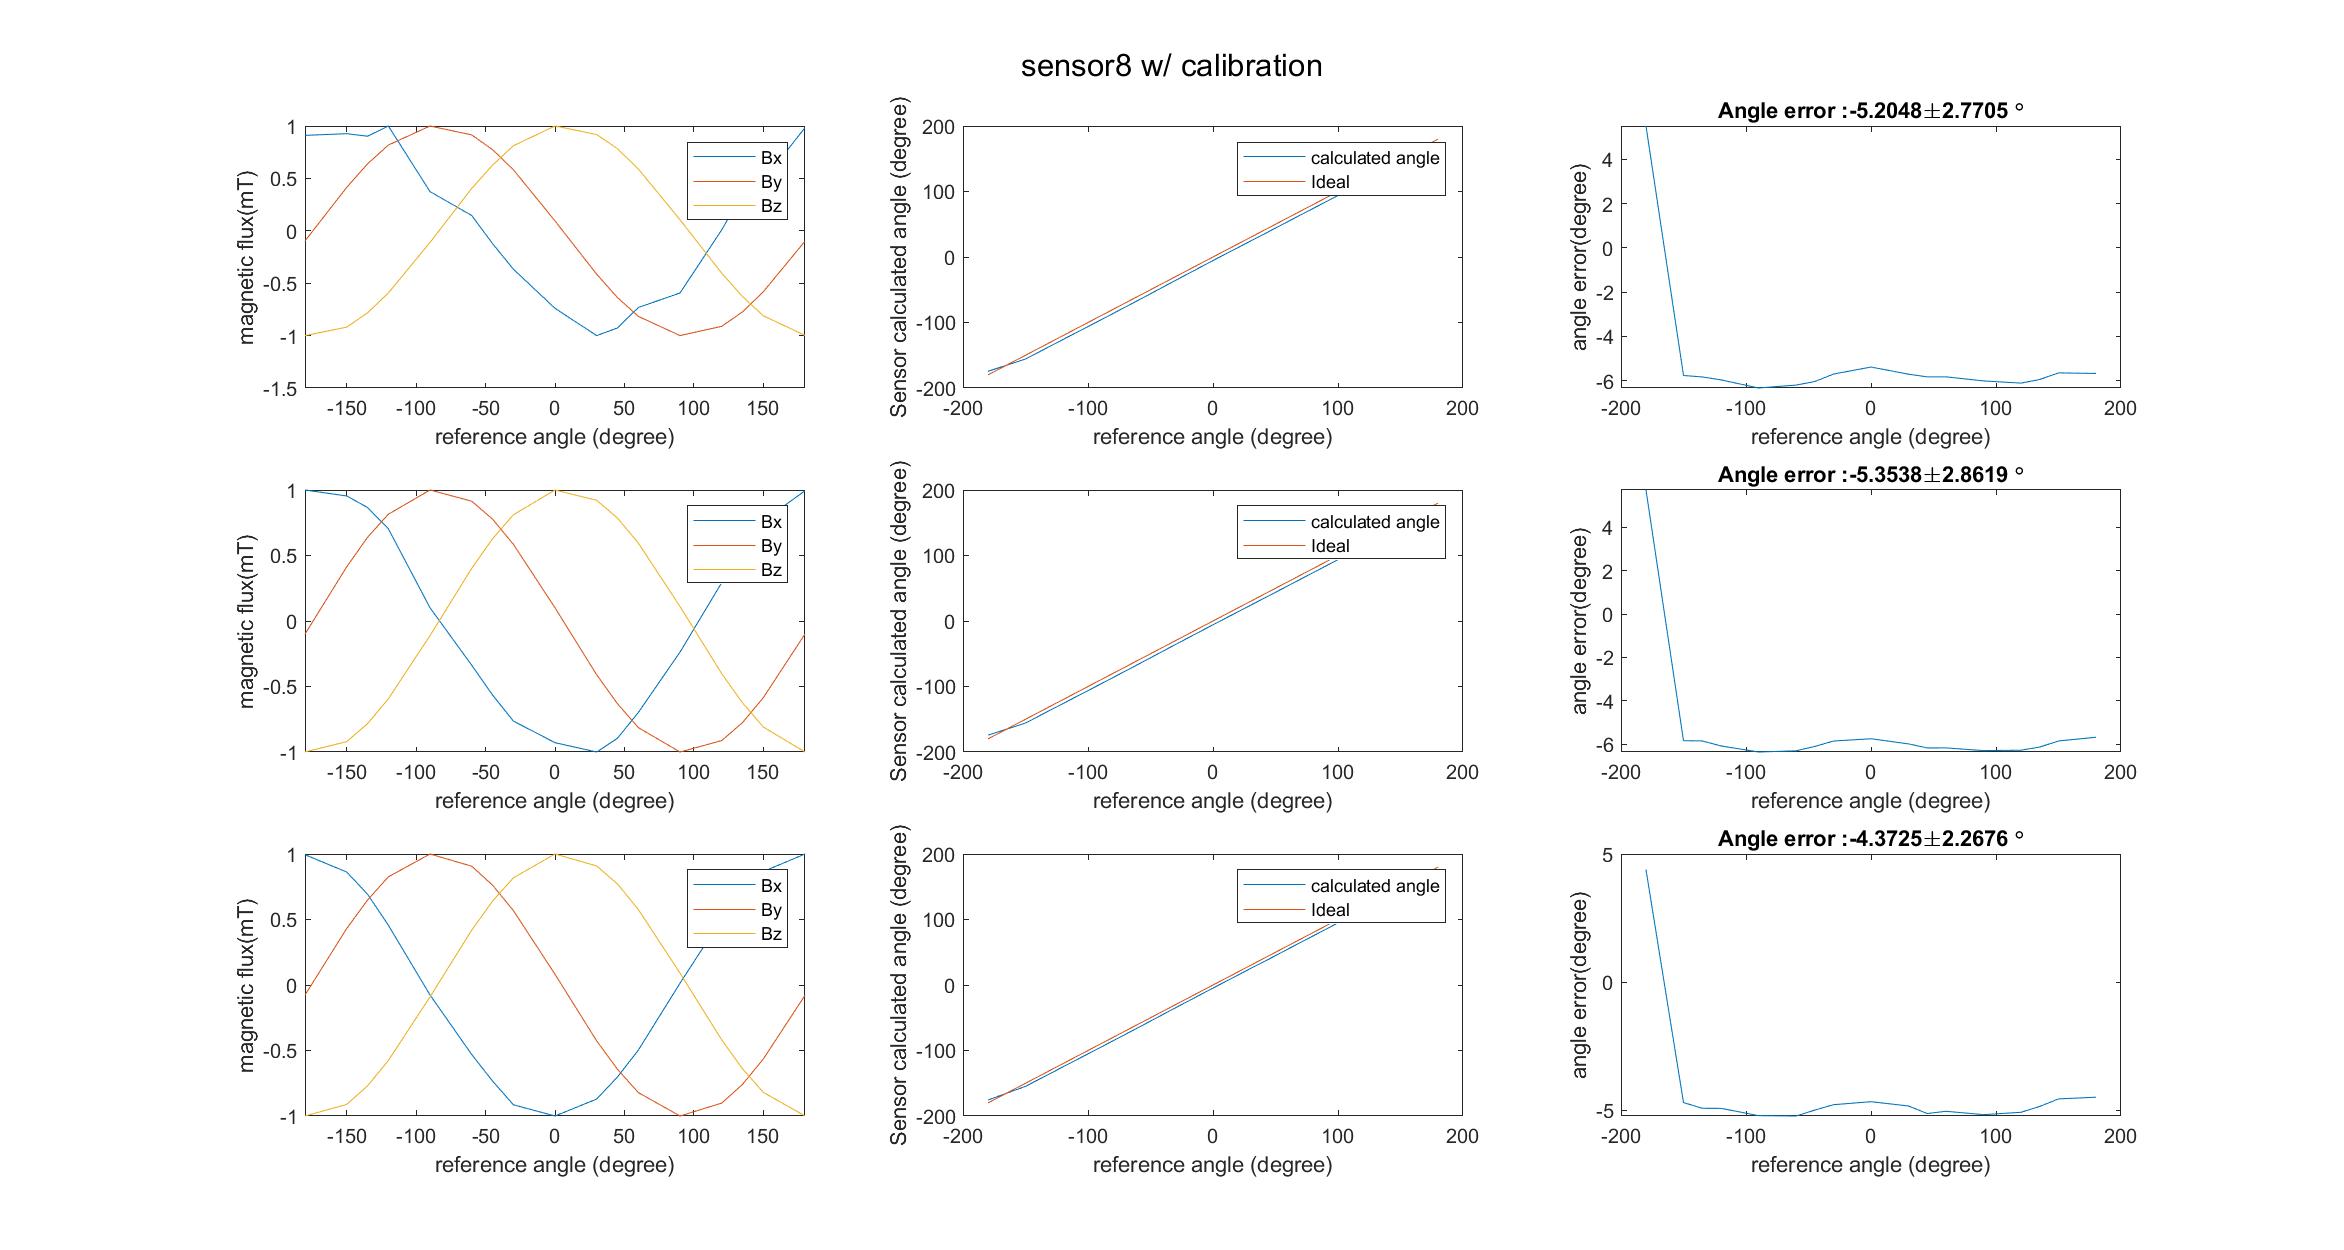 sensor8 w/ calibration
Angle error :-5.2048±2.7705 °
magnetic flux(mT)
1
0.5
0
-0.5
-1
-1.5
-150 -100 -50 0 50 100 150
reference angle (degree)
Bx
By
Bz
Sensor calculated angle (degree)
200
100
0
-100
-200
-200 -100 0 100 200
reference angle (degree)
calculated angle
Ideal
angle error(degree)
4
2
0
-2
-4
-6
-200 -100 0 100 200
reference angle (degree)
Angle error :-5.3538±2.8619 °
magnetic flux(mT)
1
0.5
0
-0.5
-1
-150 -100 -50 0 50 100 150
reference angle (degree)
Bx
By
Bz
Sensor calculated angle (degree)
200
100
0
-100
-200
-200 -100 0 100 200
reference angle (degree)
calculated angle
Ideal
angle error(degree)
4
2
0
-2
-4
-6
-200 -100 0 100 200
reference angle (degree)
Angle error :-4.3725±2.2676 °
magnetic flux(mT)
1
0.5
0
-0.5
-1
-150 -100 -50 0 50 100 150
reference angle (degree)
Bx
By
Bz
Sensor calculated angle (degree)
200
100
0
-100
-200
-200 -100 0 100 200
reference angle (degree)
calculated angle
Ideal
angle error(degree)
5
0
-5
-200 -100 0 100 200
reference angle (degree)